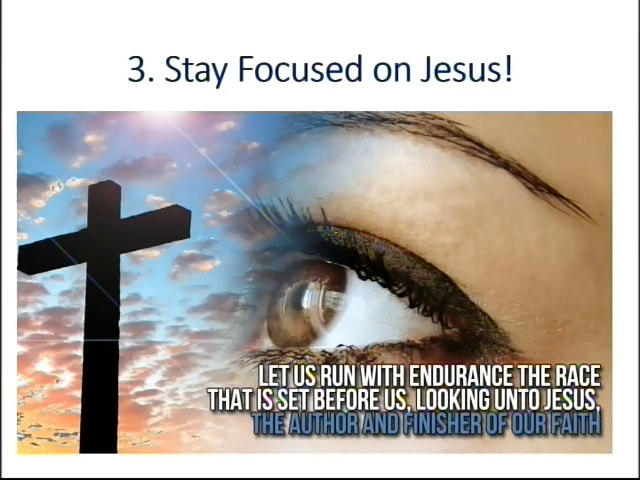 3. Stay Focused on Jesus!
LET US RUN WITH ENDURANCE THE RACE
THAT IS SET BEFORE US, LOOKING UNTO JESUS,
THE AUTHOR AND FINISHER OF OUR FAITH